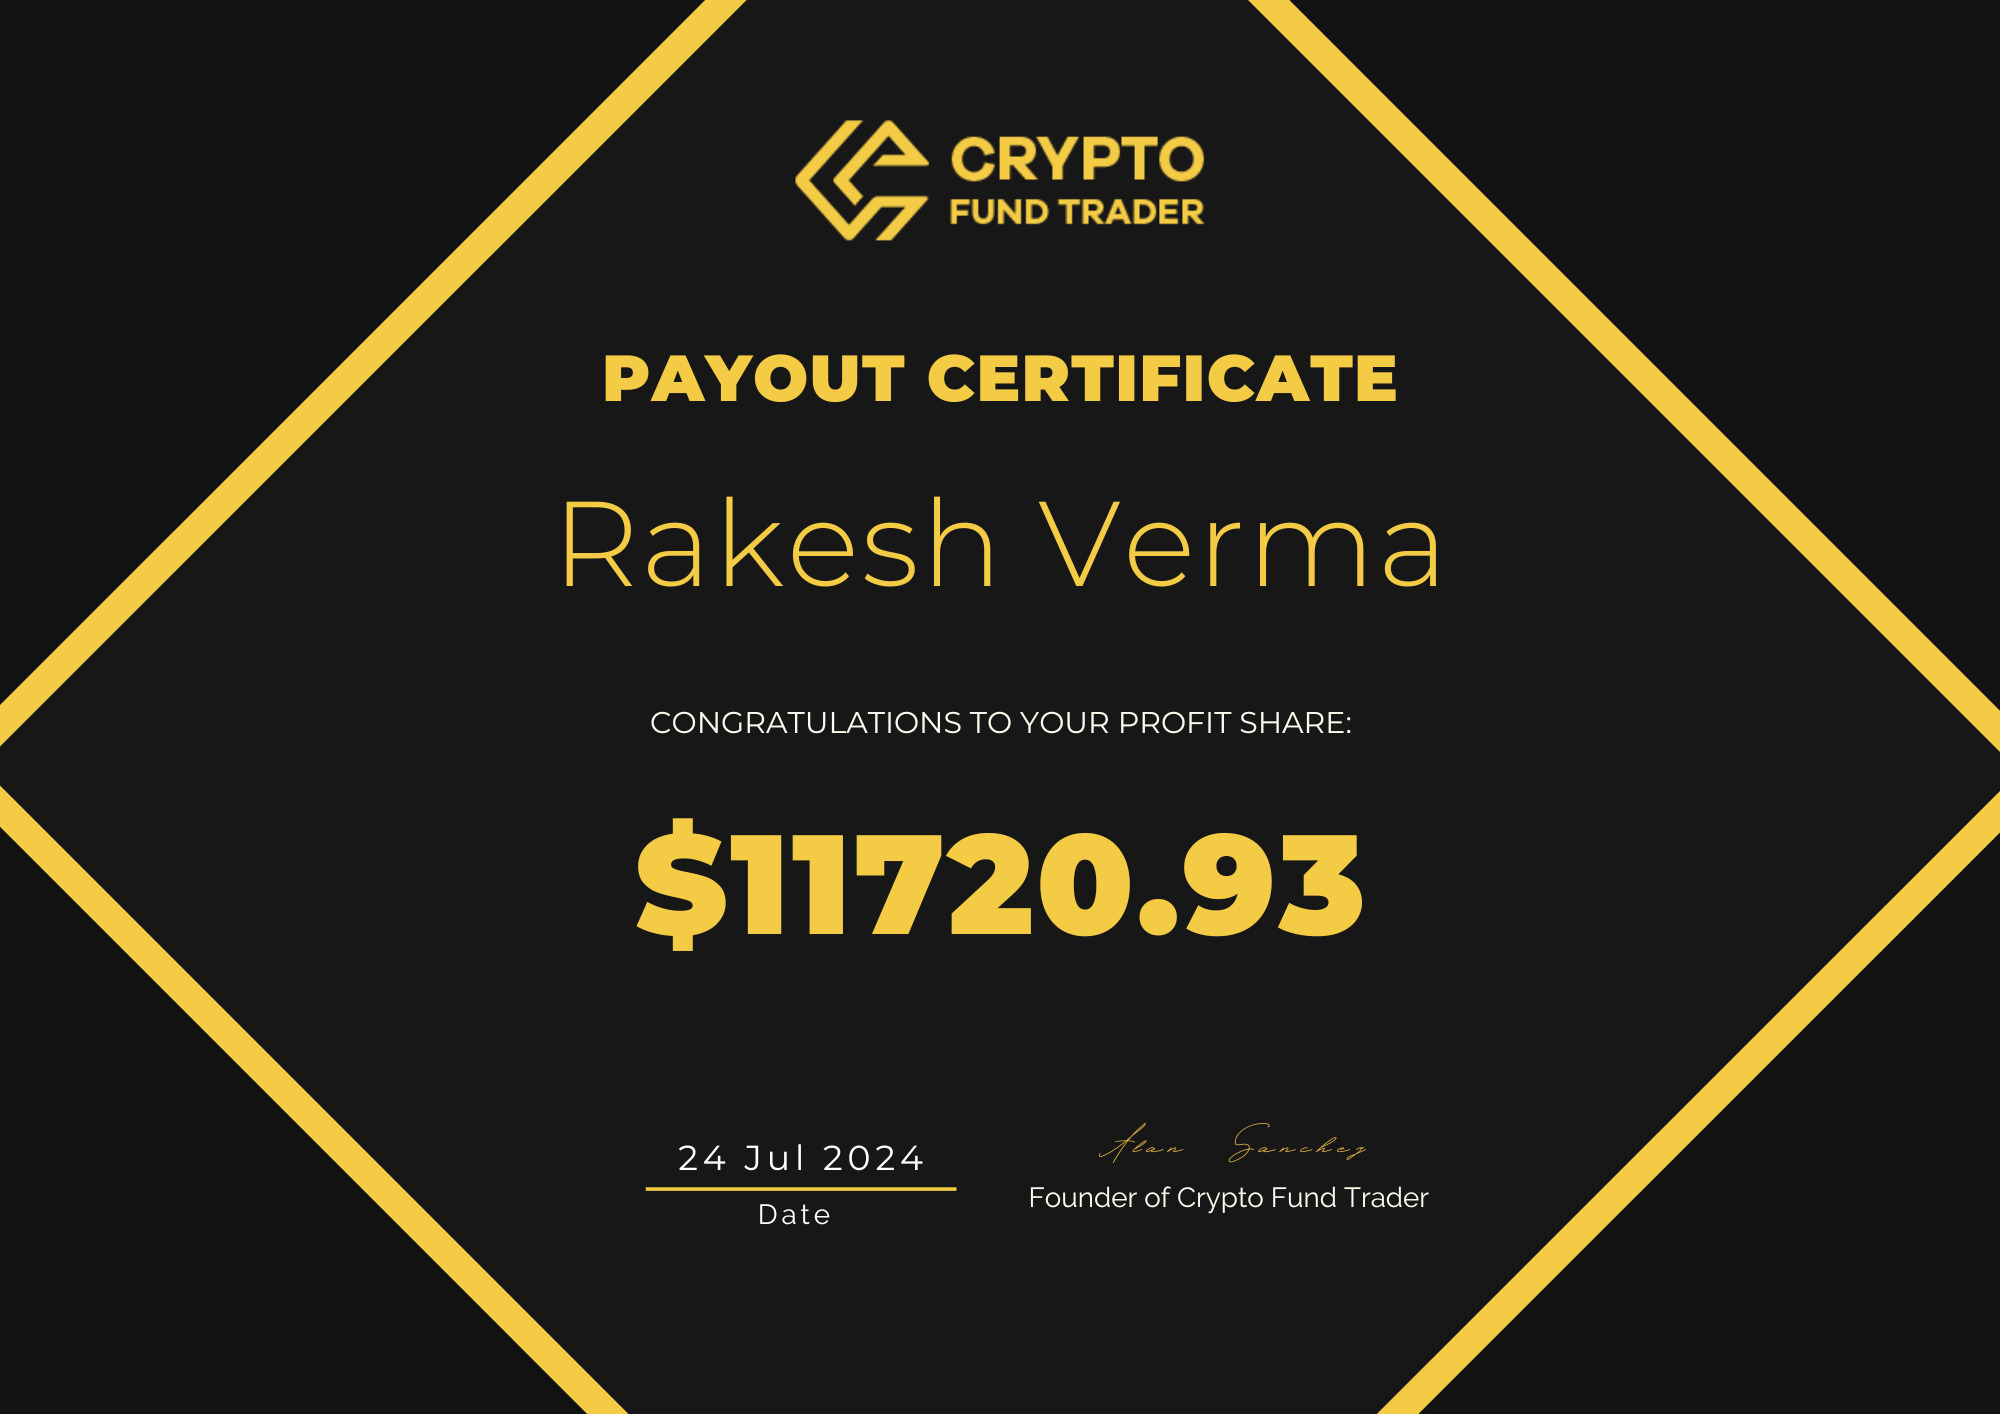 CRYPTO
FUND TRADER
PAYOUT CERTIFICATE
Rakesh Verma
CONGRATULATIONS TO YOUR PROFIT SHARE:
$11720.93
24 Jul 2024
Date
Alan Sanchez
Founder of Crypto Fund Trader